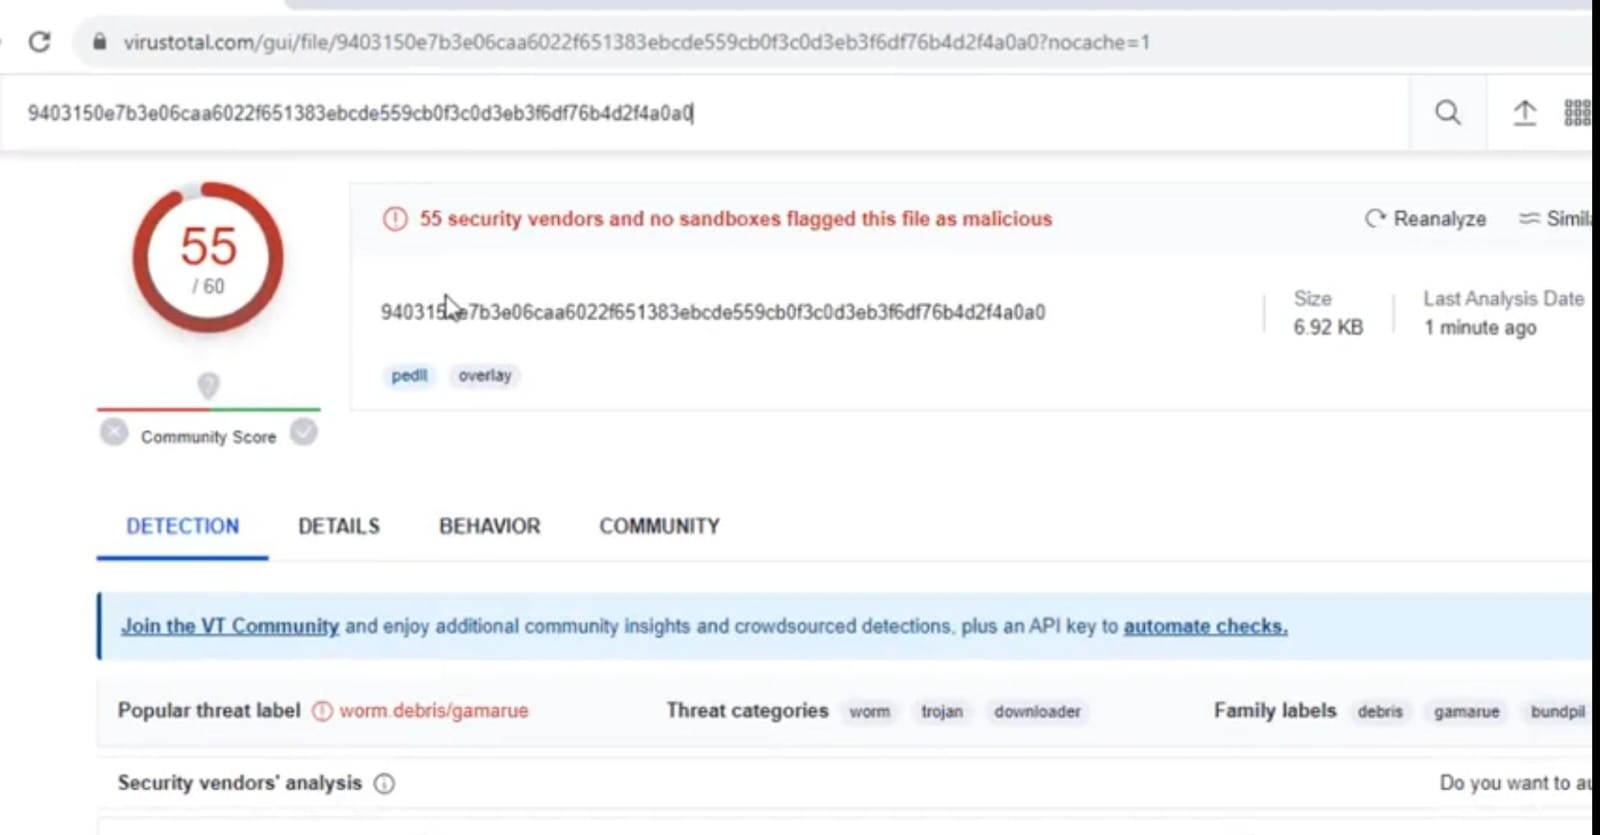 virustotal.com/gui/file/9403150e7b3e06caa6022f651383ebcde559cb0f3c0d3eb3f6df76b4d2f4a0a0?nocache=1
9403150e7b3e06caa6022f651383ebcde559cb0f3c0d3eb3f6df76b4d2f4a0a0
55
/ 60
Community Score
55 security vendors and no sandboxes flagged this file as malicious
Reanalyze
Simil
9403150e7b3e06caa6022f651383ebcde559cb0f3c0d3eb3f6df76b4d2f4a0a0
Size
6.92 KB
Last Analysis Date
1 minute ago
pedll overlay
DETECTION DETAILS BEHAVIOR COMMUNITY
Join the VT Community and enjoy additional community insights and crowdsourced detections, plus an API key to automate checks.
Popular threat label worm.debris/gamarue Threat categories worm trojan downloader Family labels debris gamarue bundpil
Security vendors' analysis Do you want to au